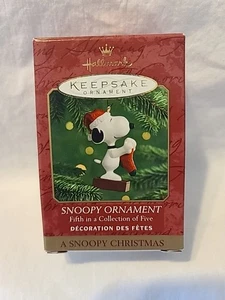 Hallmark
KEEPSAKE
ORNAMENT
SNOOPY ORNAMENT
Fifth in a Collection of Five
DÉCORATION DES FÊTES
A SNOOPY CHRISTMAS